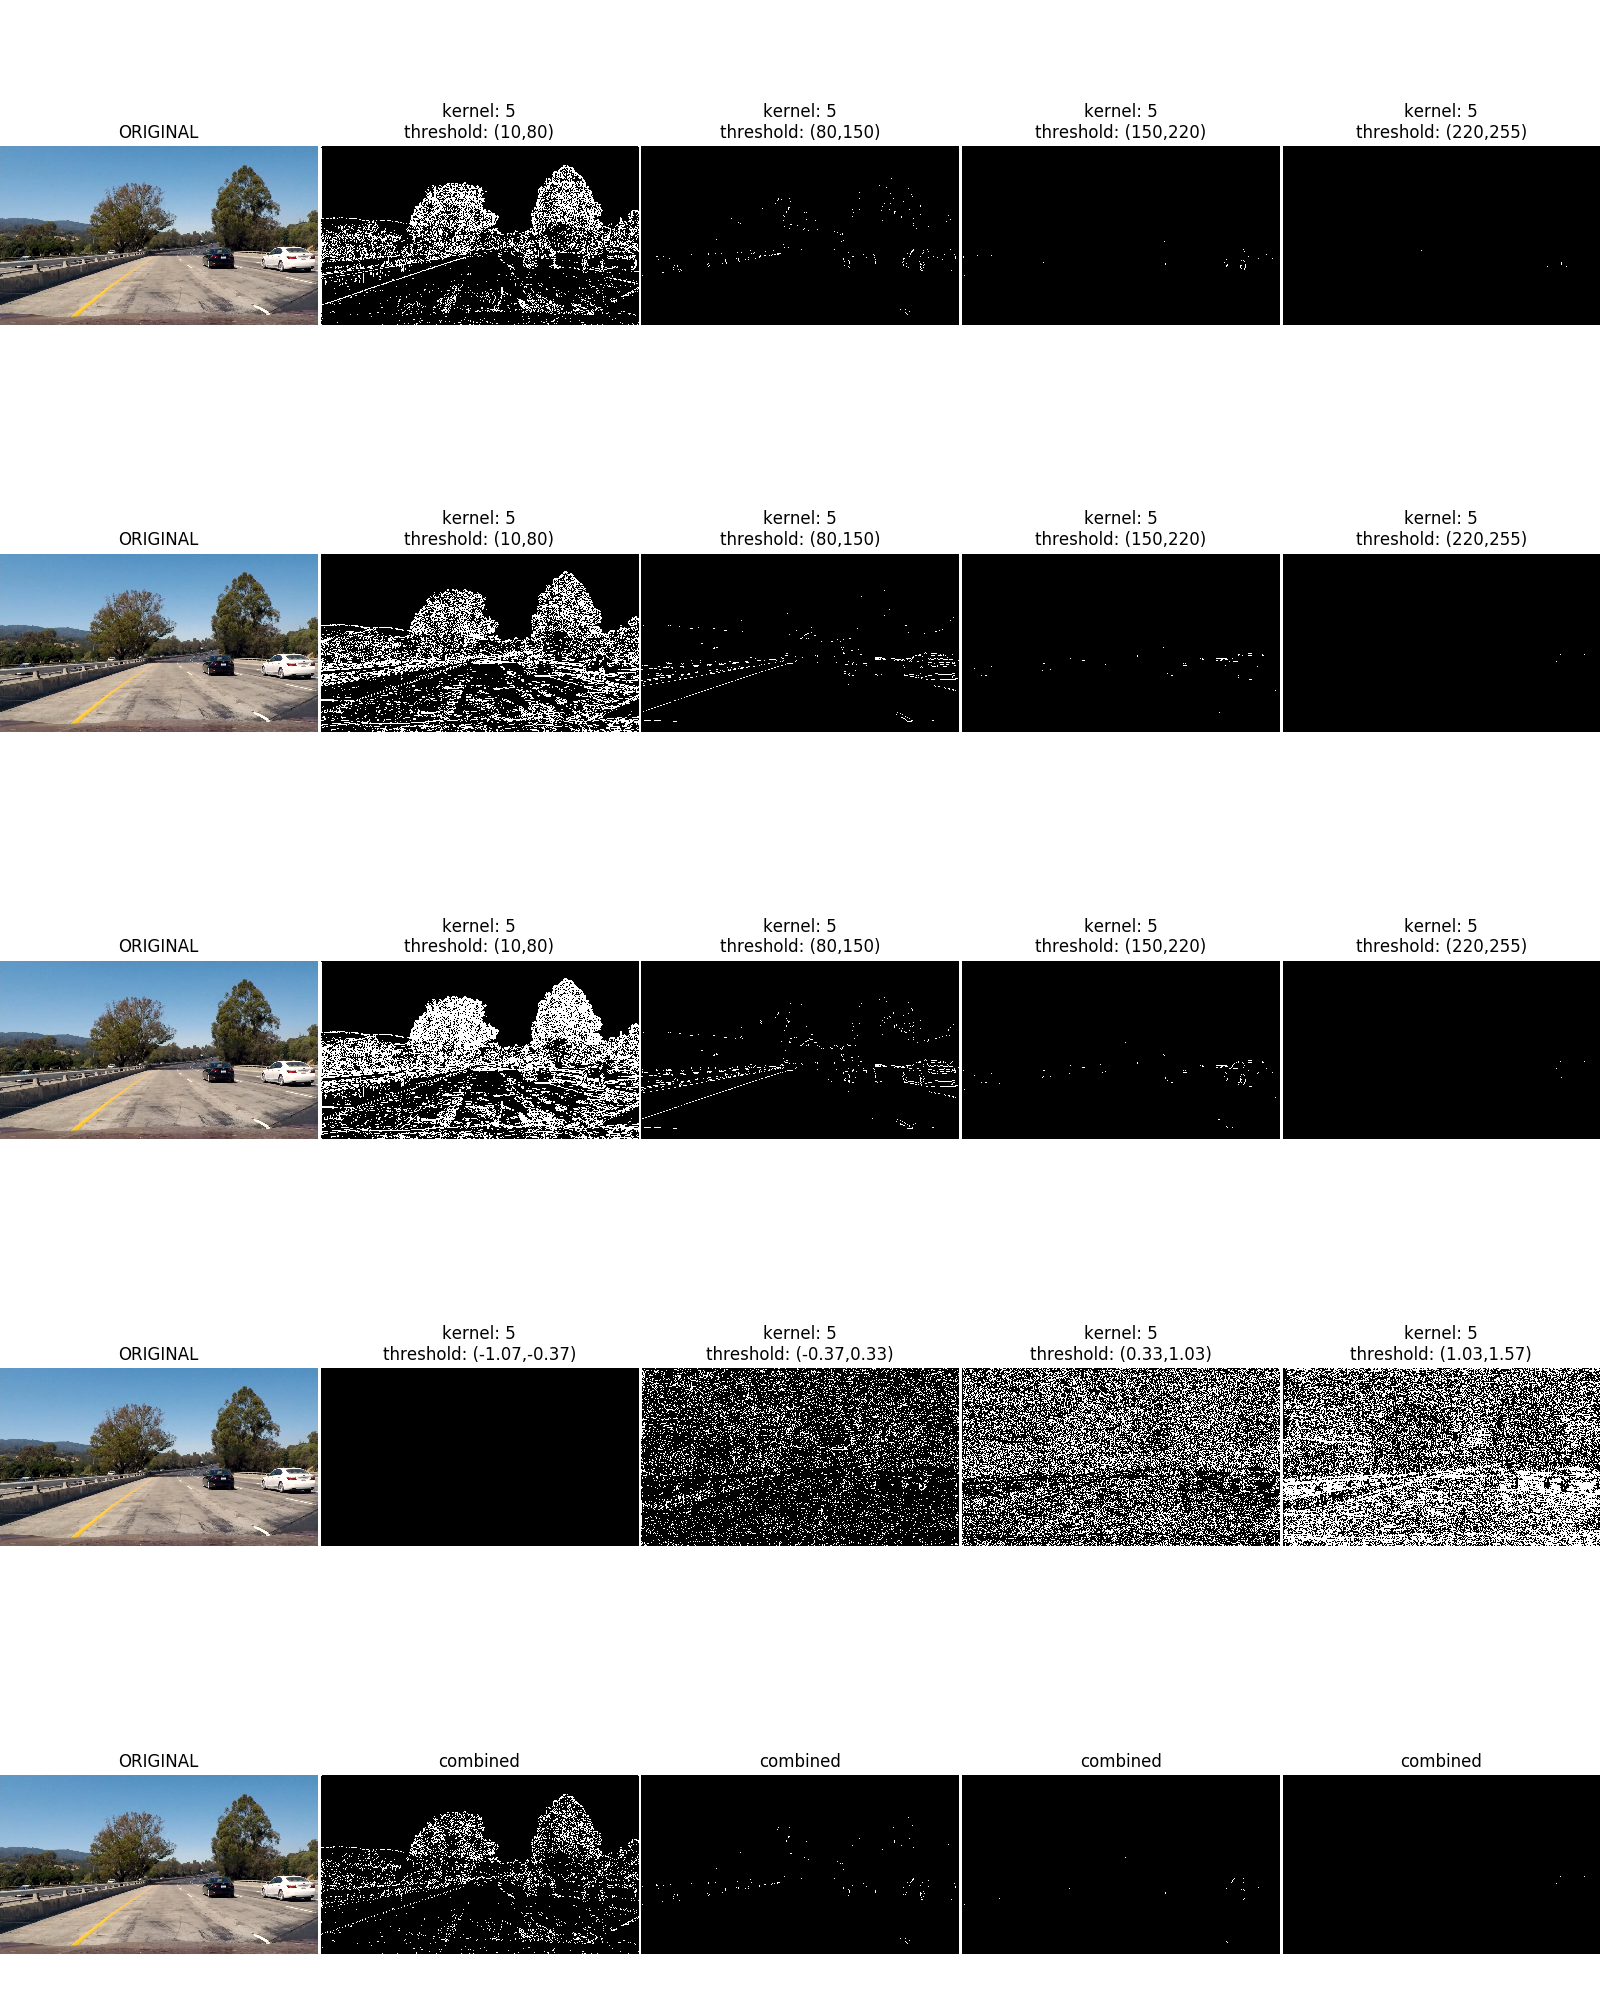 ORIGINAL
kernel: 5
threshold: (10,80)
kernel: 5
threshold: (80,150)
kernel: 5
threshold: (150,220)
kernel: 5
threshold: (220,255)
ORIGINAL
kernel: 5
threshold: (10,80)
kernel: 5
threshold: (80,150)
kernel: 5
threshold: (150,220)
kernel: 5
threshold: (220,255)
ORIGINAL
kernel: 5
threshold: (10,80)
kernel: 5
threshold: (80,150)
kernel: 5
threshold: (150,220)
kernel: 5
threshold: (220,255)
ORIGINAL
kernel: 5
threshold: (-1.07,-0.37)
kernel: 5
threshold: (-0.37,0.33)
kernel: 5
threshold: (0.33,1.03)
kernel: 5
threshold: (1.03,1.57)
ORIGINAL
combined
combined
combined
combined